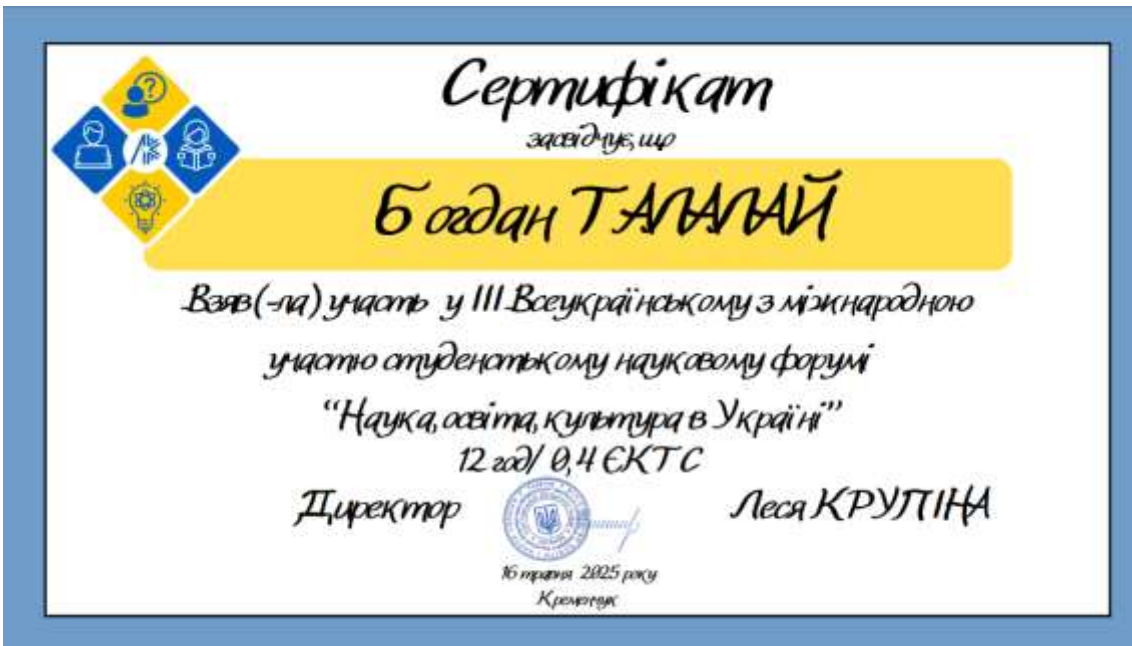 Сертифікат
засвідчує, що
Богдан ТАЛАЛАЙ
Взяв(-ла) участь у ІІІ Всеукраїнському з міжнародною
участю студенстькому науковому форумі
“Наука, освіта, культура в Україні”
12 год/ 0,4 ЄКТС
Директор Леся КРУПІНА
16 травня 2025 року
Кременчук